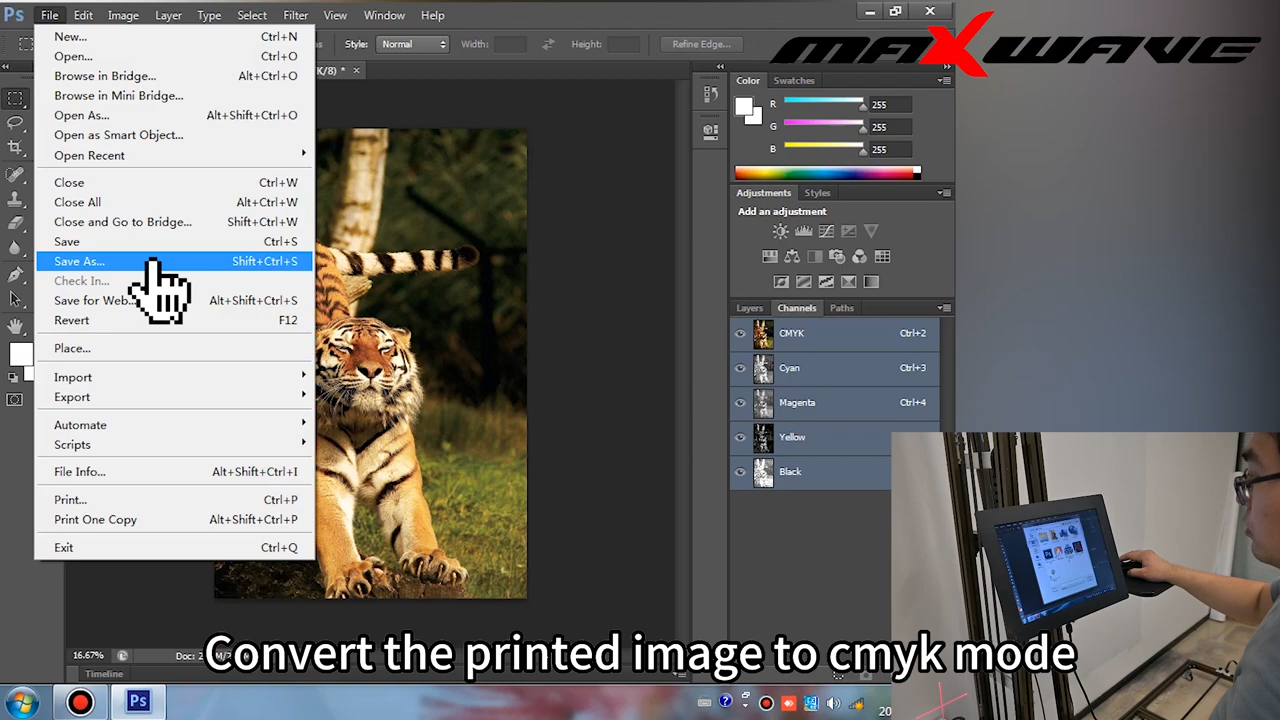 Ps File Edit Image Layer Type Select Filter View Window Help
Style: Normal Width: Height: Refine Edge...
MAXWAVE
K/8) * ×
New... Ctrl+N
Open... Ctrl+O
Browse in Bridge... Alt+Ctrl+O
Browse in Mini Bridge...
Open As... Alt+Shift+Ctrl+O
Open as Smart Object...
Open Recent
Close Ctrl+W
Close All Alt+Ctrl+W
Close and Go to Bridge... Shift+Ctrl+W
Save Ctrl+S
Save As... Shift+Ctrl+S
Check In...
Save for Web... Alt+Shift+Ctrl+S
Revert F12
Place...
Import
Export
Automate
Scripts
File Info... Alt+Shift+Ctrl+I
Print... Ctrl+P
Print One Copy Alt+Shift+Ctrl+P
Exit Ctrl+Q
Color Swatches
R 255
G 255
B 255
Adjustments Styles
Add an adjustment
Layers Channels Paths
CMYK Ctrl+2
Cyan Ctrl+3
Magenta Ctrl+4
Yellow
Black
16.67% Doc: 2
Convert the printed image to cmyk mode
Timeline
Ps
20